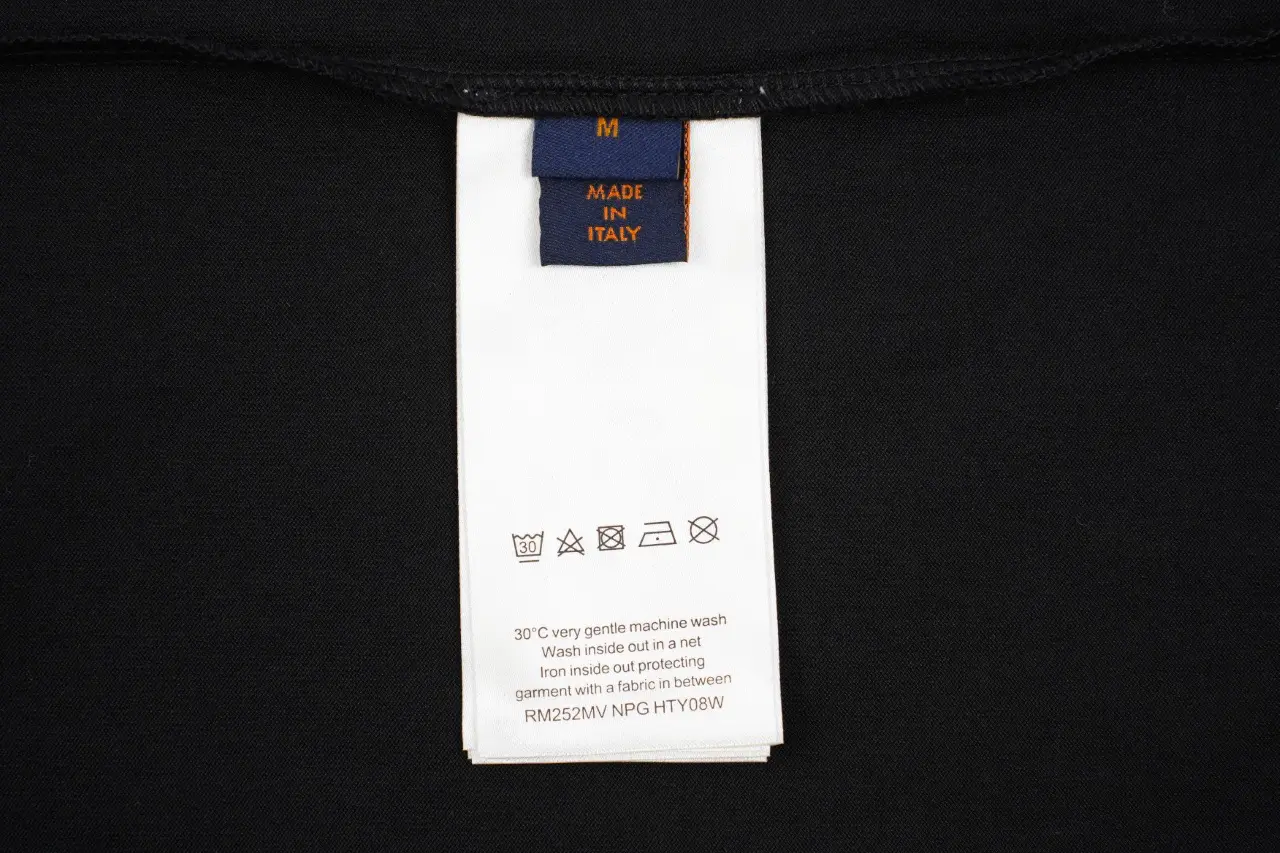 M
MADE
IN
ITALY
30
30°C very gentle machine wash
Wash inside out in a net
Iron inside out protecting
garment with a fabric in between
RM252MV NPG HTY08W